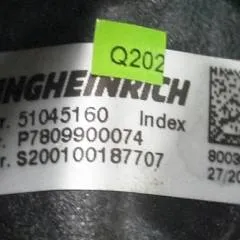 Q202
NGHEINRICH
r. 51045160 Index
r. P7809900074
r. S200100187707
8003
27/20